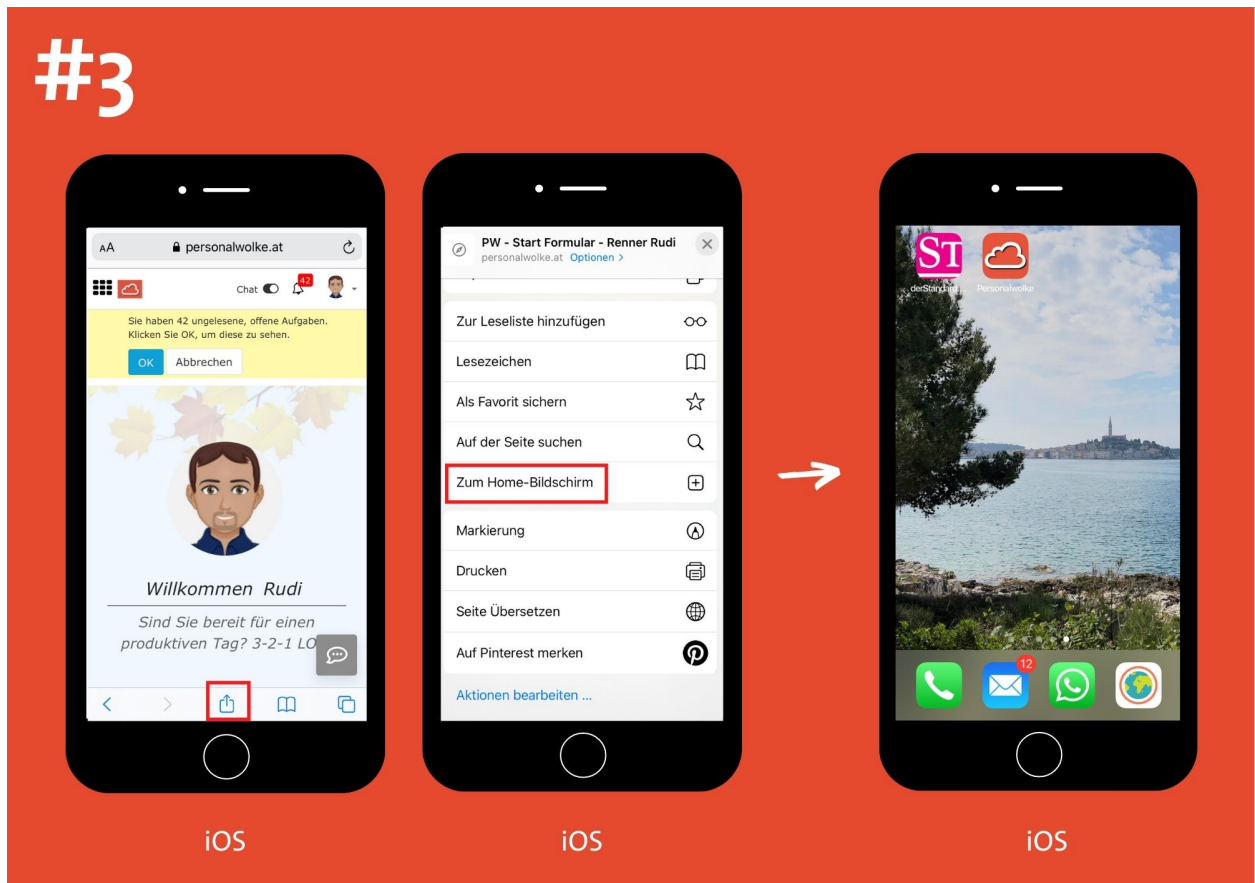 #3
AA
personalwolke.at
Chat
42
Sie haben 42 ungelesene, offene Aufgaben.
Klicken Sie OK, um diese zu sehen.
OK
Abbrechen
Willkommen Rudi
Sind Sie bereit für einen
produktiven Tag? 3-2-1 LO
iOS
PW - Start Formular - Renner Rudi
personalwolke.at Optionen >
Zur Leseliste hinzufügen
Lesezeichen
Als Favorit sichern
Auf der Seite suchen
Zum Home-Bildschirm
Markierung
Drucken
Seite Übersetzen
Auf Pinterest merken
Aktionen bearbeiten ...
iOS
ST
derStandard...
Personalwolke
12
iOS